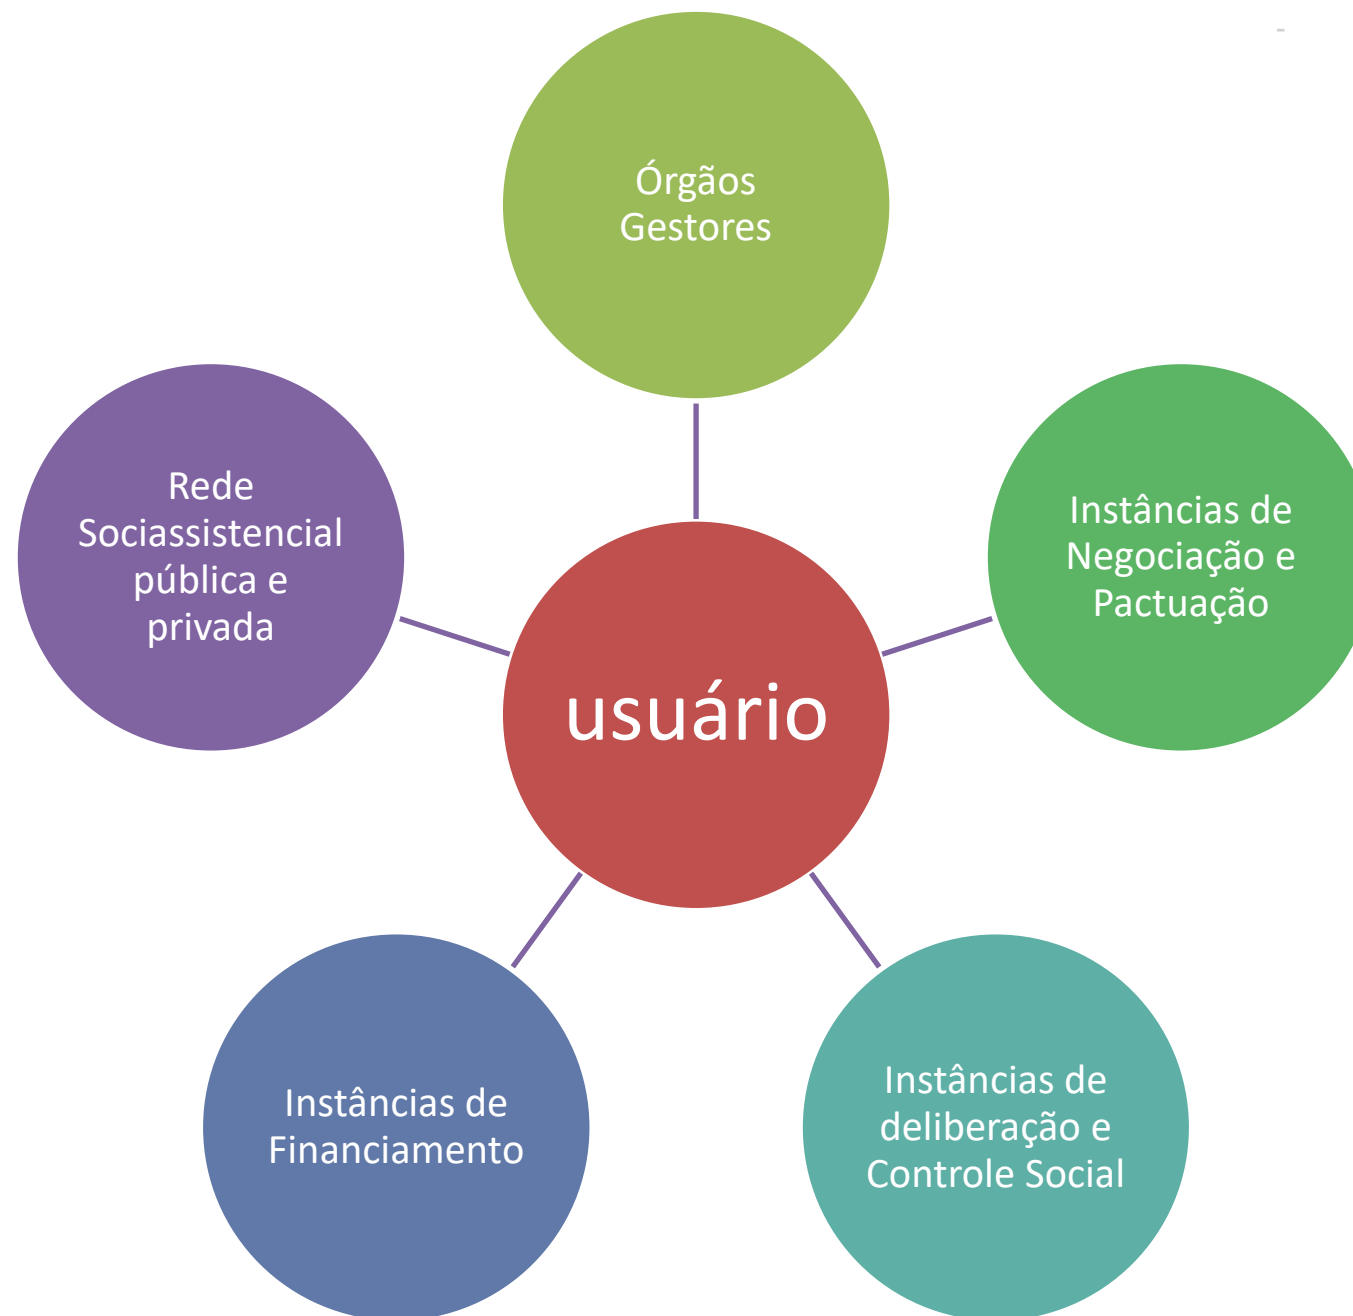 Órgãos
Gestores
Instâncias de
Negociação e
Pactuação
Instâncias de
deliberação e
Controle Social
Instâncias de
Financiamento
Rede
Sociassistencial
pública e
privada
usuário